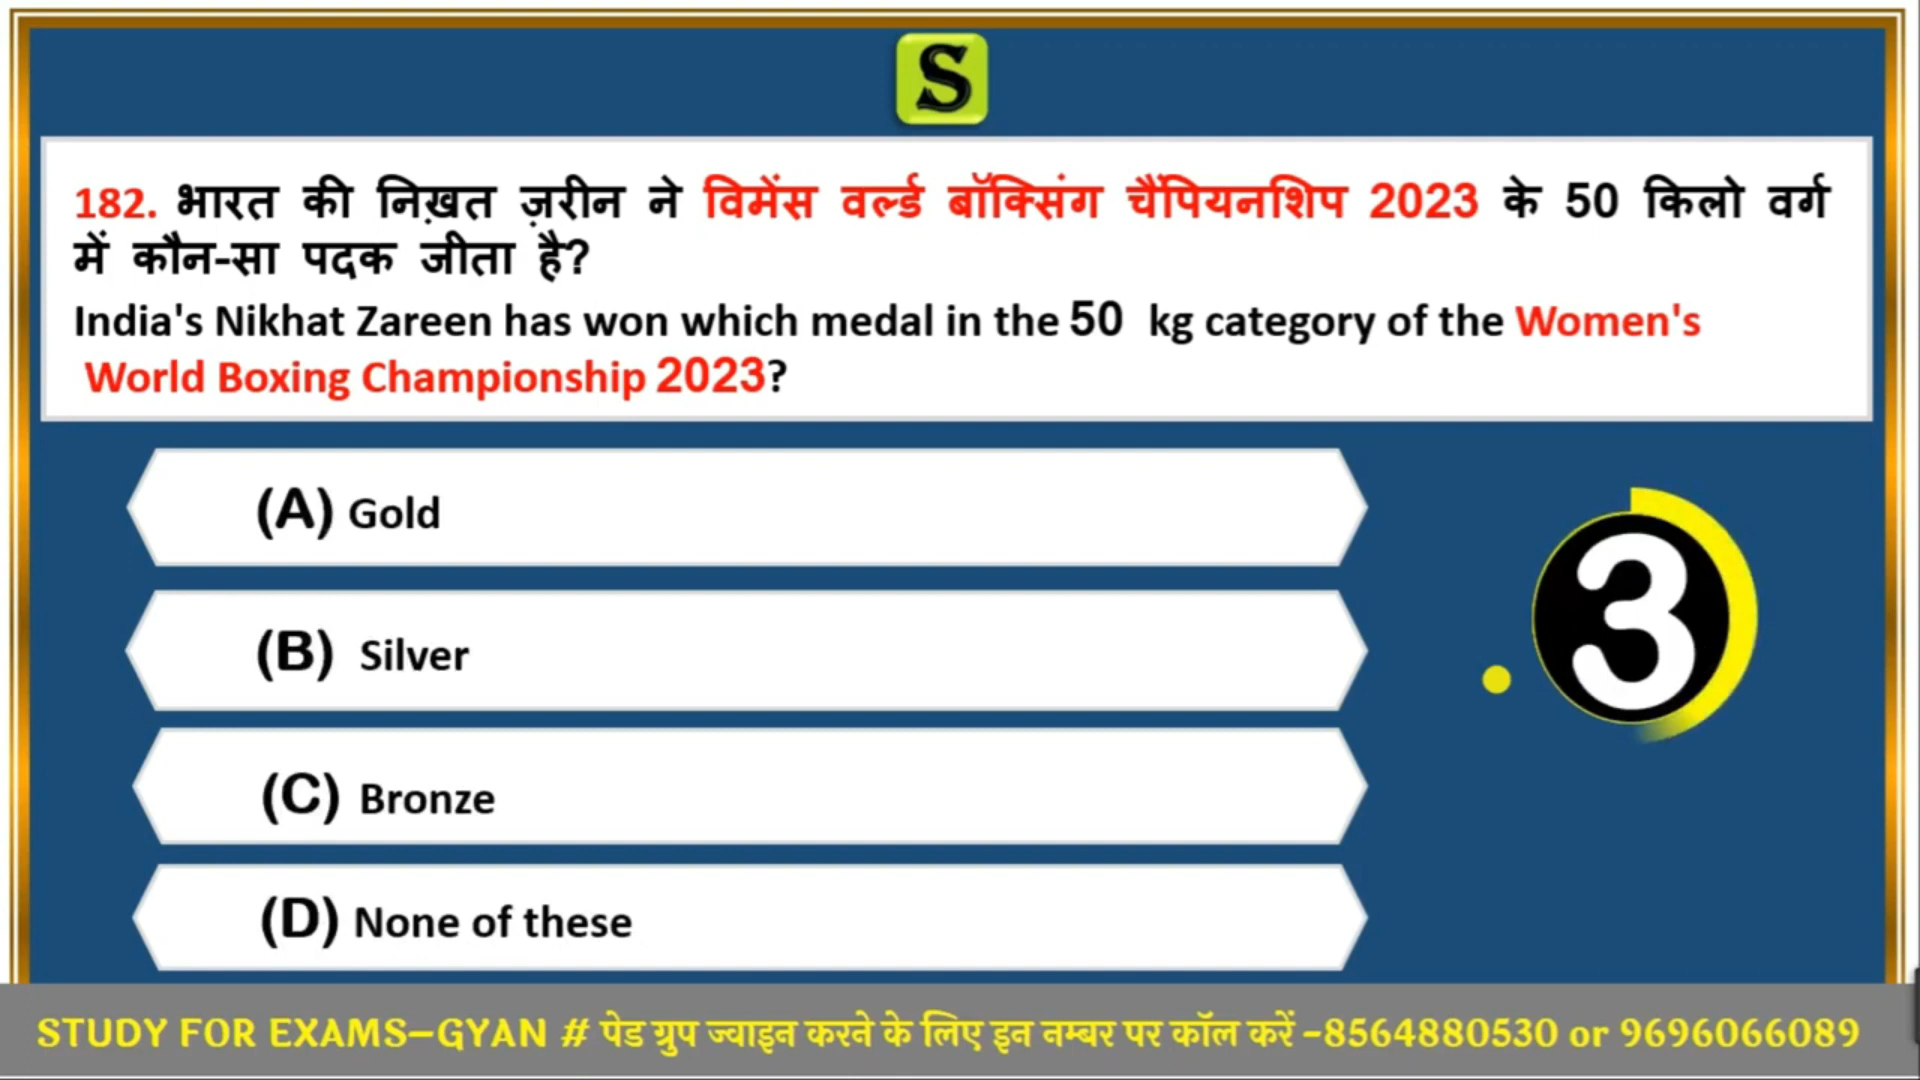 S
182. भारत की निख़त ज़रीन ने विमेंस वर्ल्ड बॉक्सिंग चैंपियनशिप 2023 के 50 किलो वर्ग
में कौन-सा पदक जीता है?
India's Nikhat Zareen has won which medal in the 50 kg category of the Women's
World Boxing Championship 2023?
(A) Gold
(B) Silver
3
(C) Bronze
(D) None of these
STUDY FOR EXAMS-GYAN # पेड ग्रुप ज्वाइन करने के लिए इन नम्बर पर कॉल करें -8564880530 or 9696066089